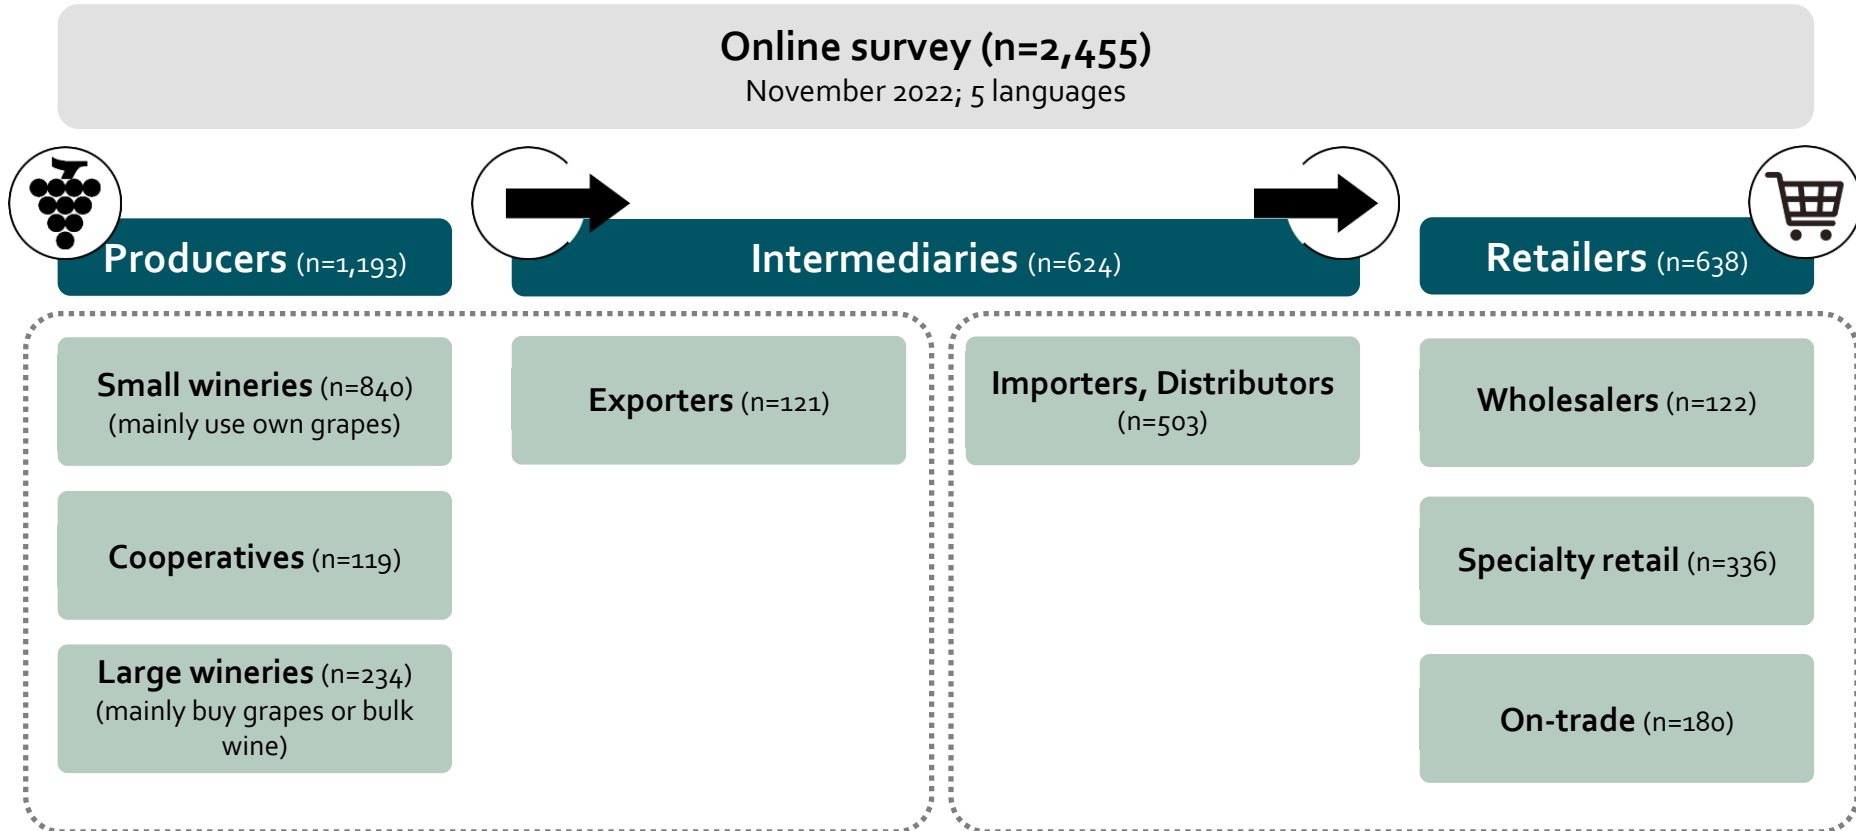 Online survey (n=2,455)
November 2022; 5 languages
Producers (n=1,193)
Intermediaries (n=624)
Retailers (n=638)
Small wineries (n=840)
(mainly use own grapes)
Cooperatives (n=119)
Large wineries (n=234)
(mainly buy grapes or bulk
wine)
Exporters (n=121)
Importers, Distributors
(n=503)
Wholesalers (n=122)
Specialty retail (n=336)
On-trade (n=180)